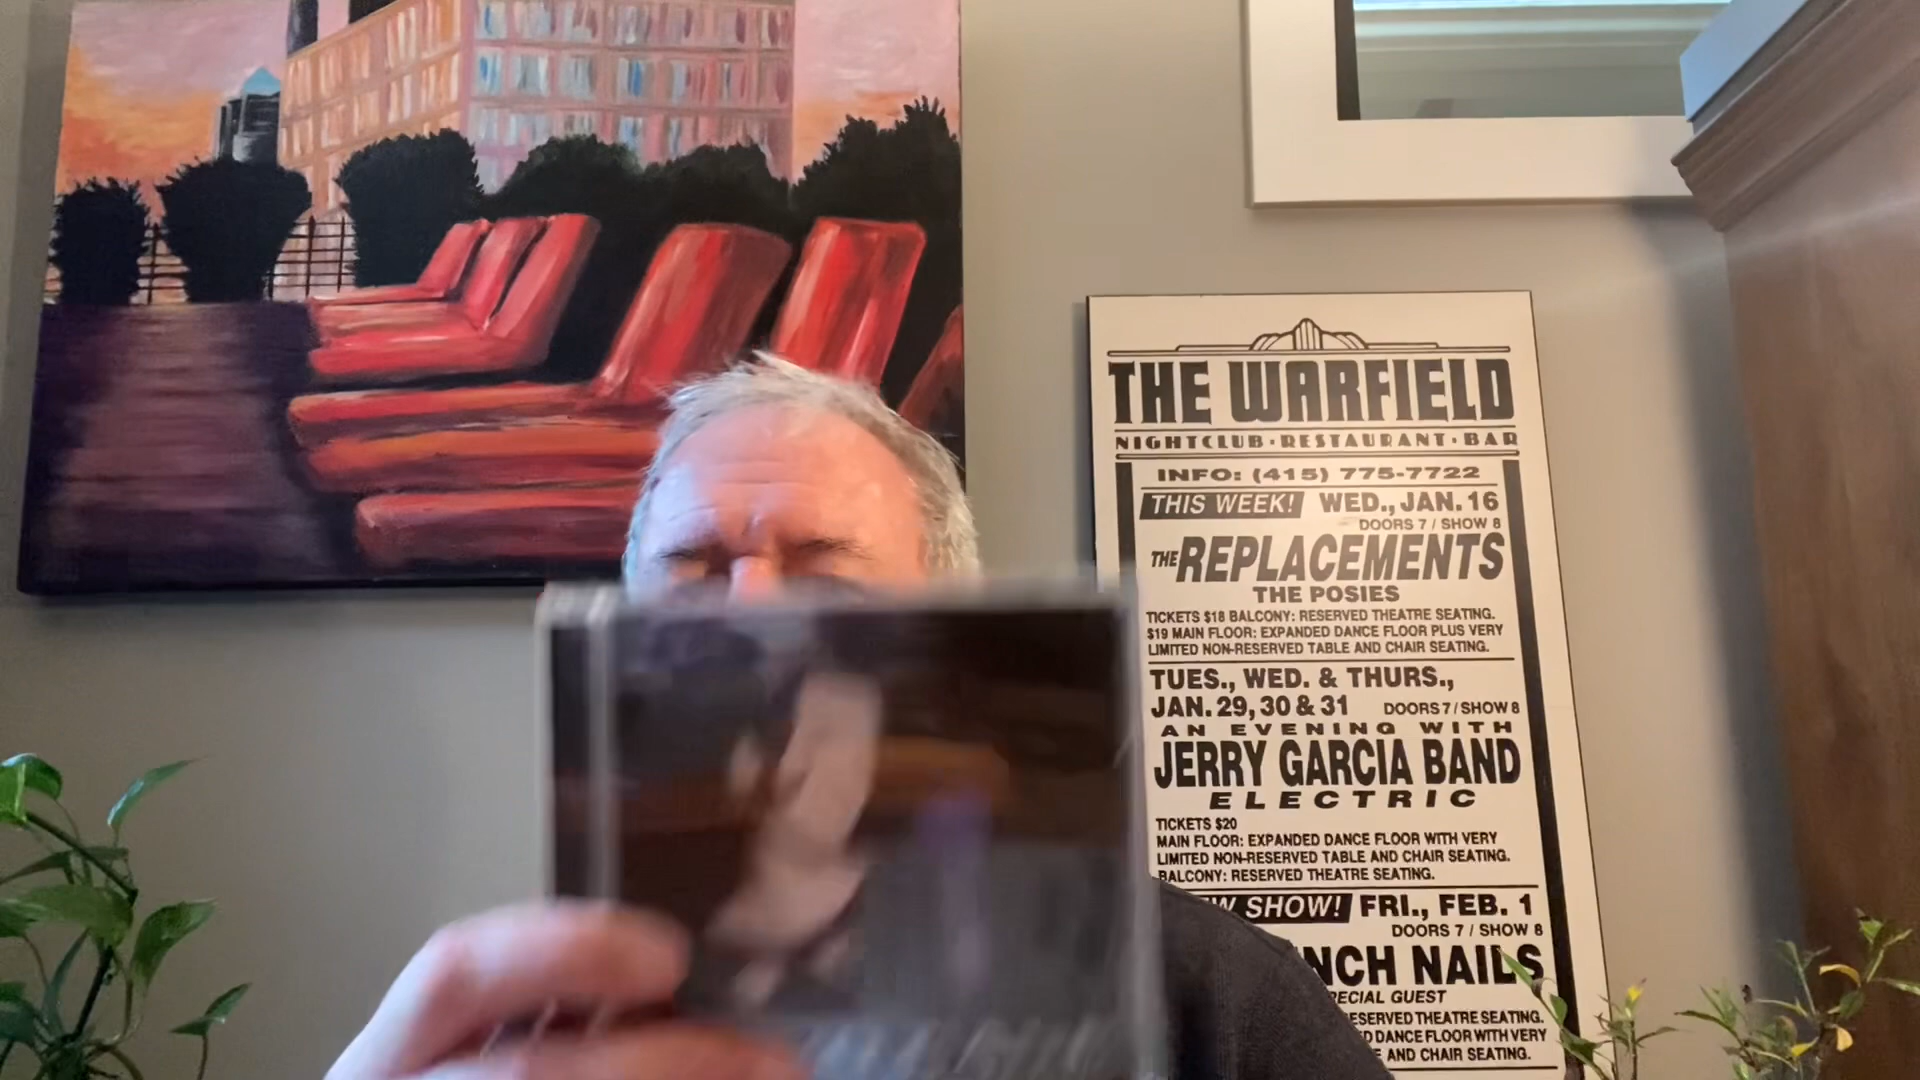 THE WARFIELD
NIGHTCLUB · RESTAURANT · BAR
INFO: (415) 775-7722
THIS WEEK! WED., JAN. 16
DOORS 7 / SHOW 8
THE REPLACEMENTS
THE POSIES
TICKETS $18 BALCONY: RESERVED THEATRE SEATING.
$19 MAIN FLOOR: EXPANDED DANCE FLOOR PLUS VERY
LIMITED NON-RESERVED TABLE AND CHAIR SEATING.
TUES., WED. & THURS.,
JAN. 29, 30 & 31 DOORS 7 / SHOW 8
AN EVENING WITH
JERRY GARCIA BAND
ELECTRIC
TICKETS $20
MAIN FLOOR: EXPANDED DANCE FLOOR WITH VERY
LIMITED NON-RESERVED TABLE AND CHAIR SEATING.
BALCONY: RESERVED THEATRE SEATING.
SHOW! FRI., FEB. 1
DOORS 7 / SHOW 8
NCH NAILS
ECIAL GUEST
ESERVED THEATRE SEATING.
D DANCE FLOOR WITH VERY
E AND CHAIR SEATING.